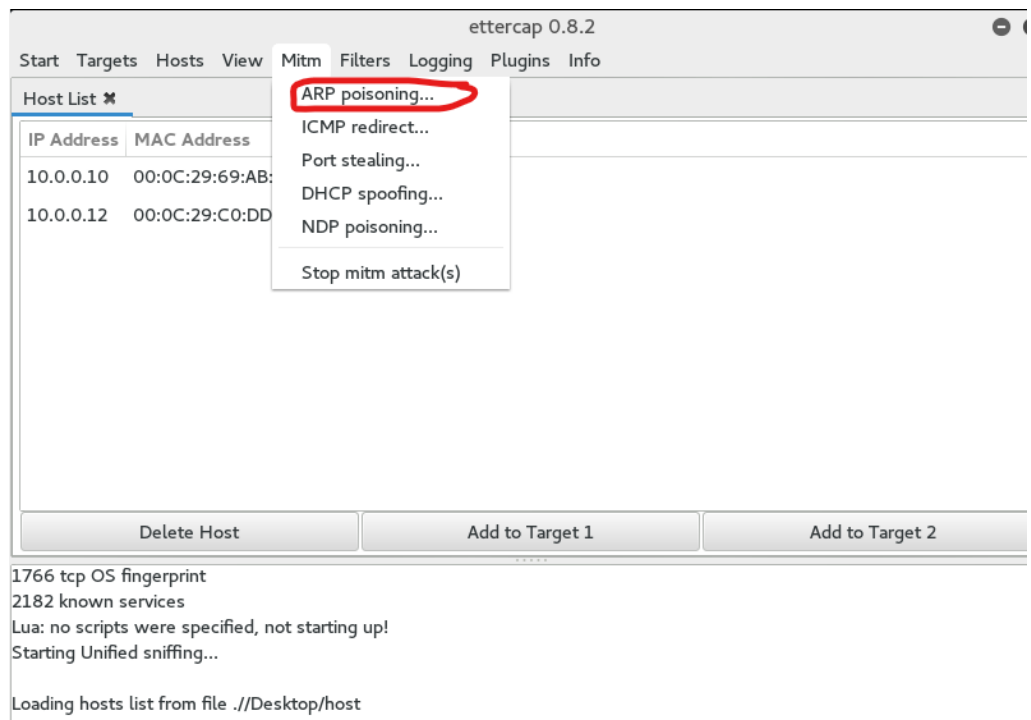 ettercap 0.8.2
Start Targets Hosts View Mitm Filters Logging Plugins Info
Host List ✖
ARP poisoning...
ICMP redirect...
Port stealing...
DHCP spoofing...
NDP poisoning...
Stop mitm attack(s)
IP Address MAC Address
10.0.0.10 00:0C:29:69:AB:
10.0.0.12 00:0C:29:C0:DD
Delete Host Add to Target 1 Add to Target 2
1766 tcp OS fingerprint
2182 known services
Lua: no scripts were specified, not starting up!
Starting Unified sniffing...
Loading hosts list from file .//Desktop/host